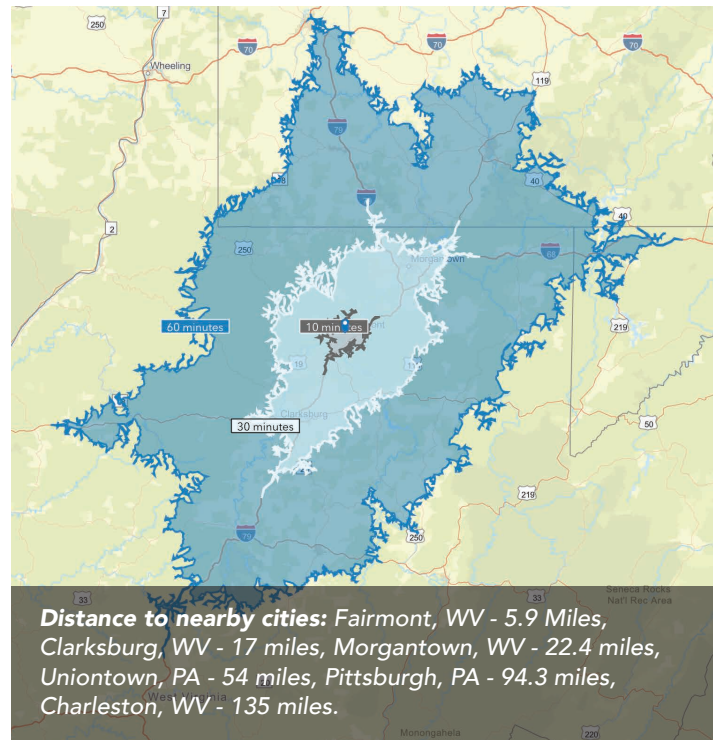 7
250
70
70
70
Wheeling
119
79
40
40
2
250
Morgantown
68
219
60 minutes
10 minutes
19
50
Clarksburg
30 minutes
219
79
250
33
33
Seneca Rocks
Nat'l Rec Area
Distance to nearby cities: Fairmont, WV - 5.9 Miles,
Clarksburg, WV - 17 miles, Morgantown, WV - 22.4 miles,
Uniontown, PA - 54 miles, Pittsburgh, PA - 94.3 miles,
Charleston, WV - 135 miles.
West Virginia
Monongahela
220